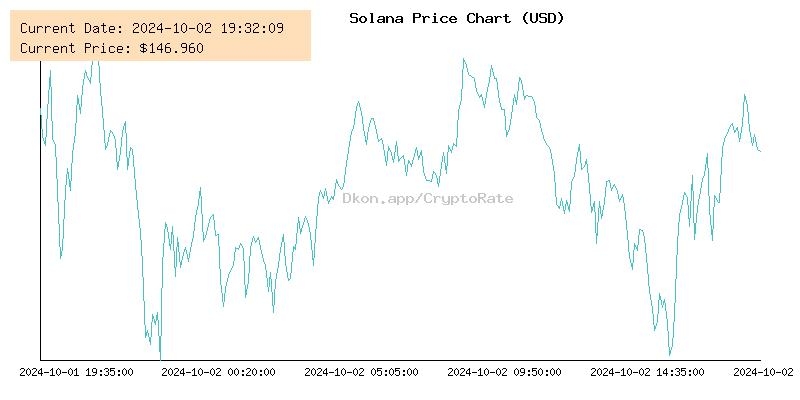 Solana Price Chart (USD)
Current Date: 2024-10-02 19:32:09
Current Price: $146.960
Dkon.app/CryptoRate
2024-10-01 19:35:00
2024-10-02 00:20:00
2024-10-02 05:05:00
2024-10-02 09:50:00
2024-10-02 14:35:00
2024-10-02